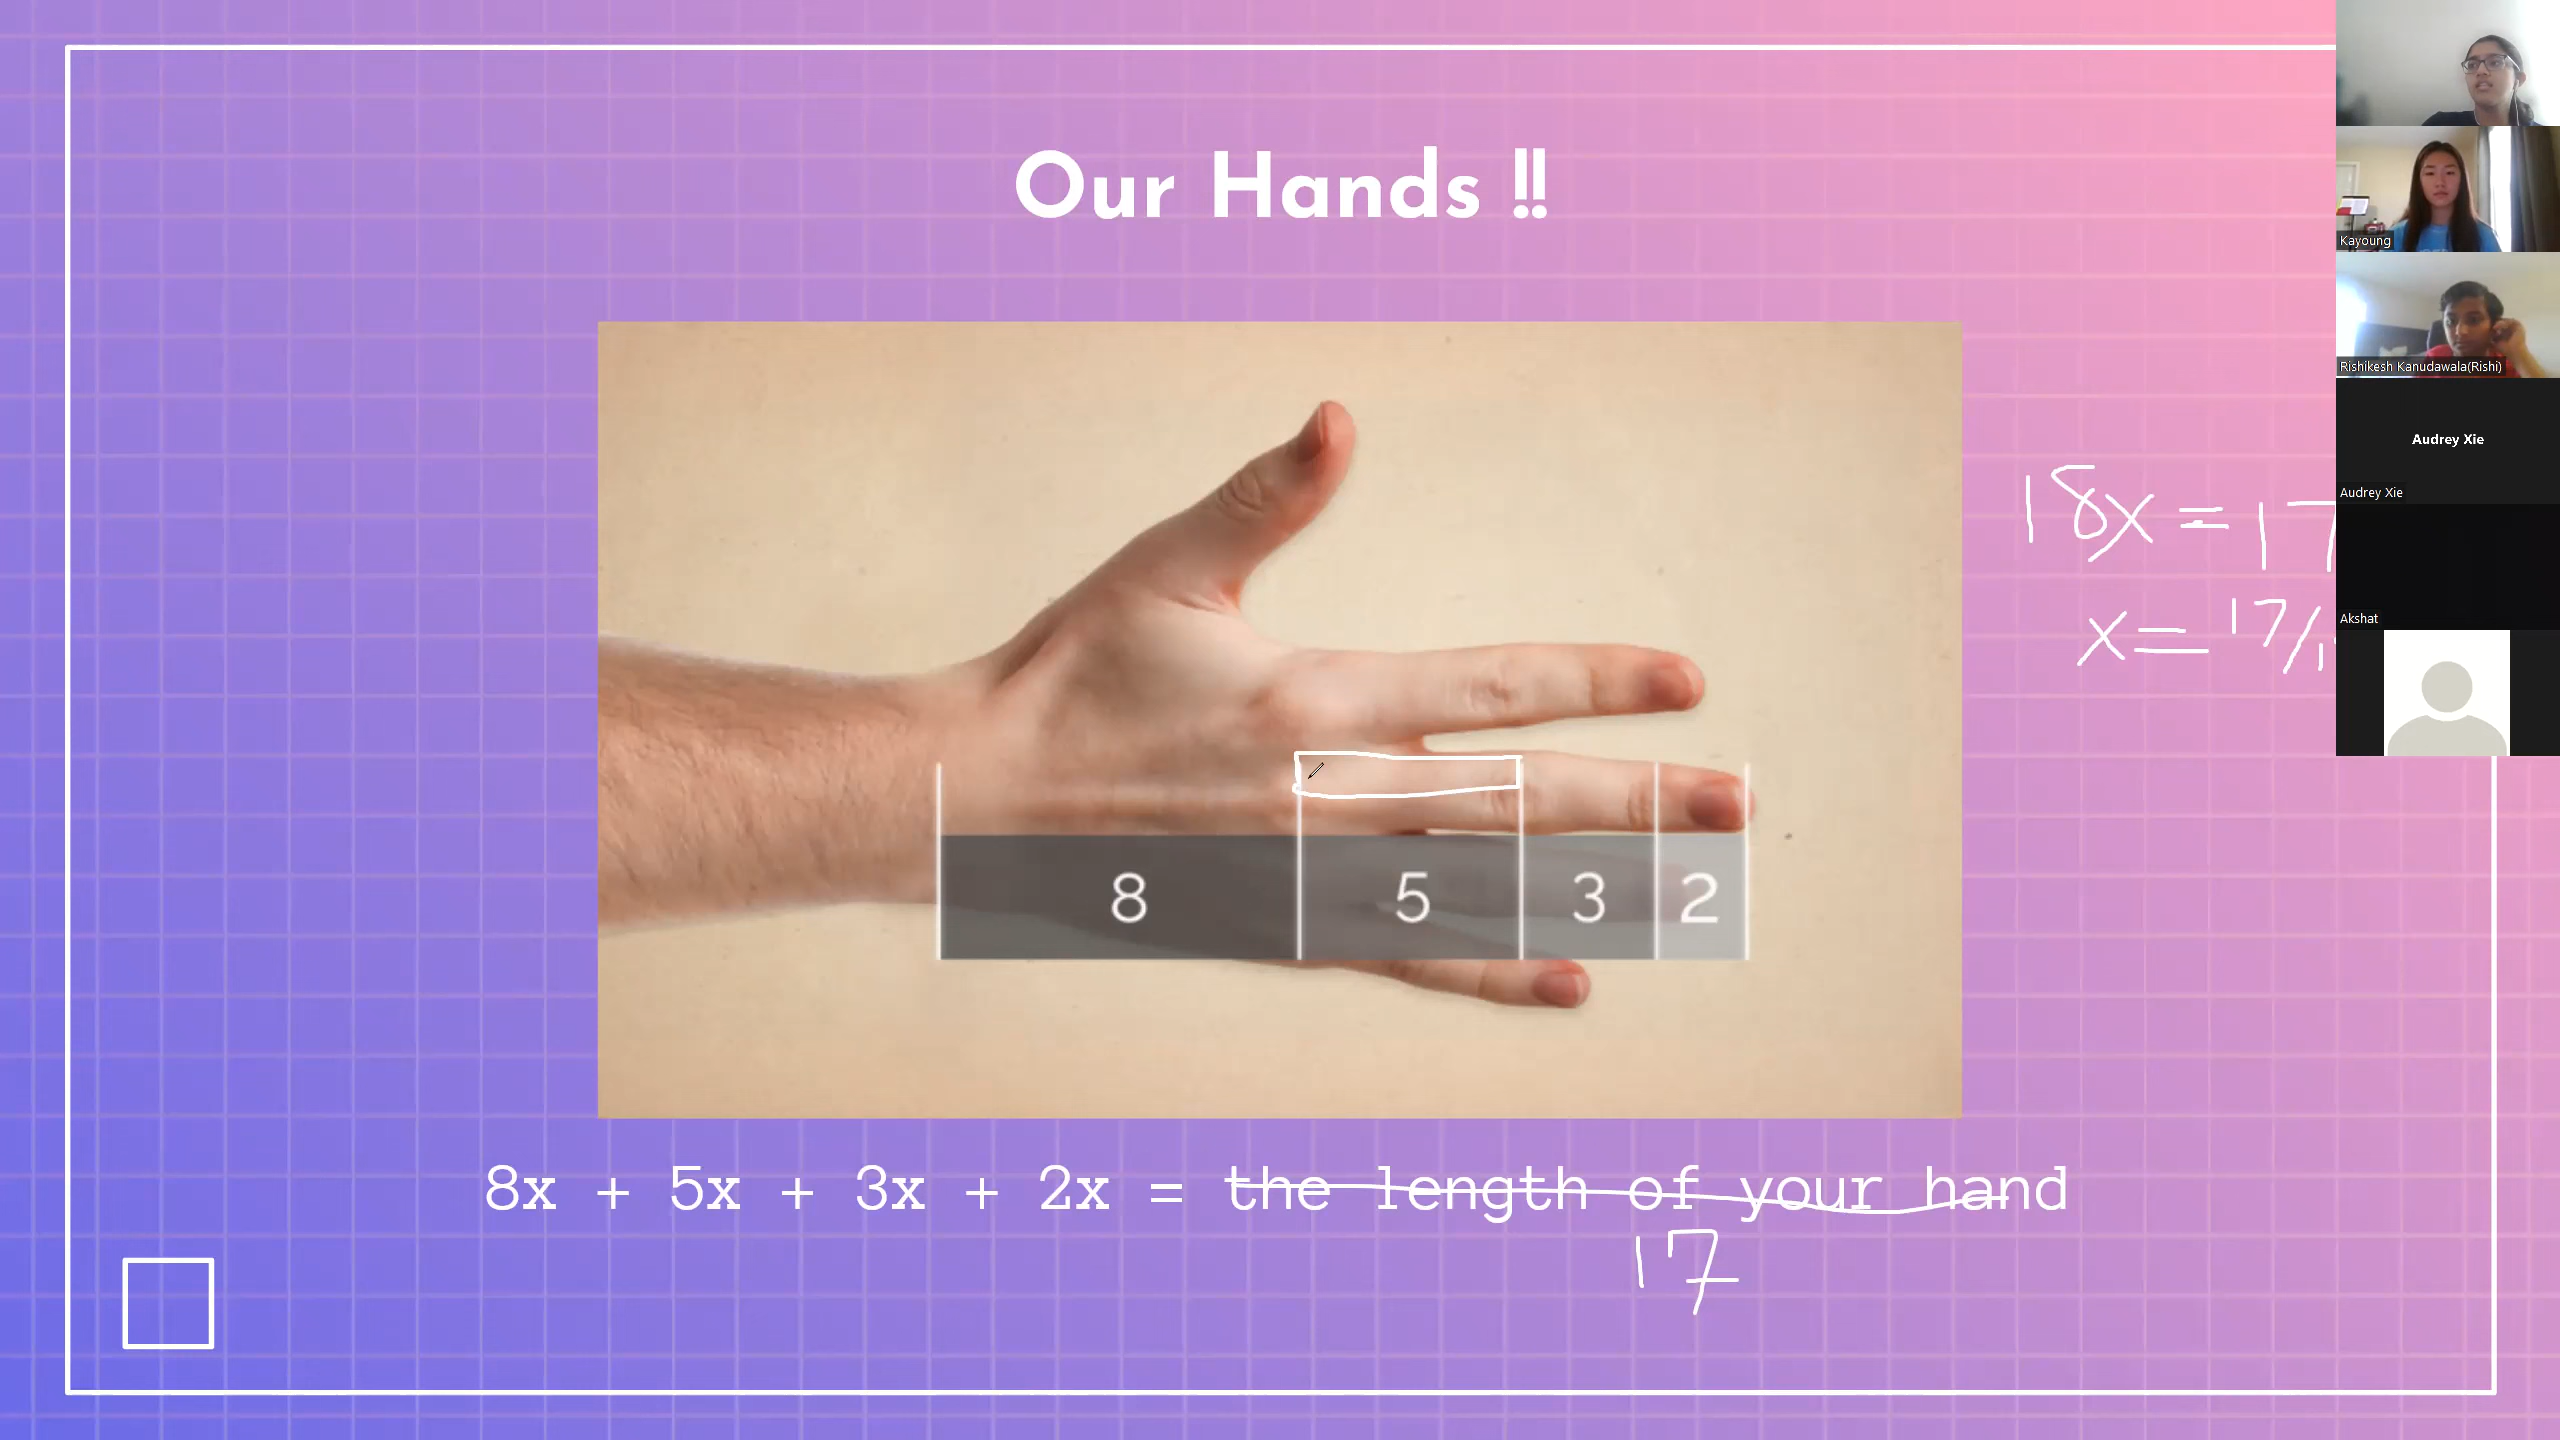 Our Hands !!
Kayoung
Rishikesh Kanudawala(Rishi)
Audrey Xie
Audrey Xie
Akshat
18x = 17
x = 17/1
8 5 3 2
8x + 5x + 3x + 2x = the length of your hand
17